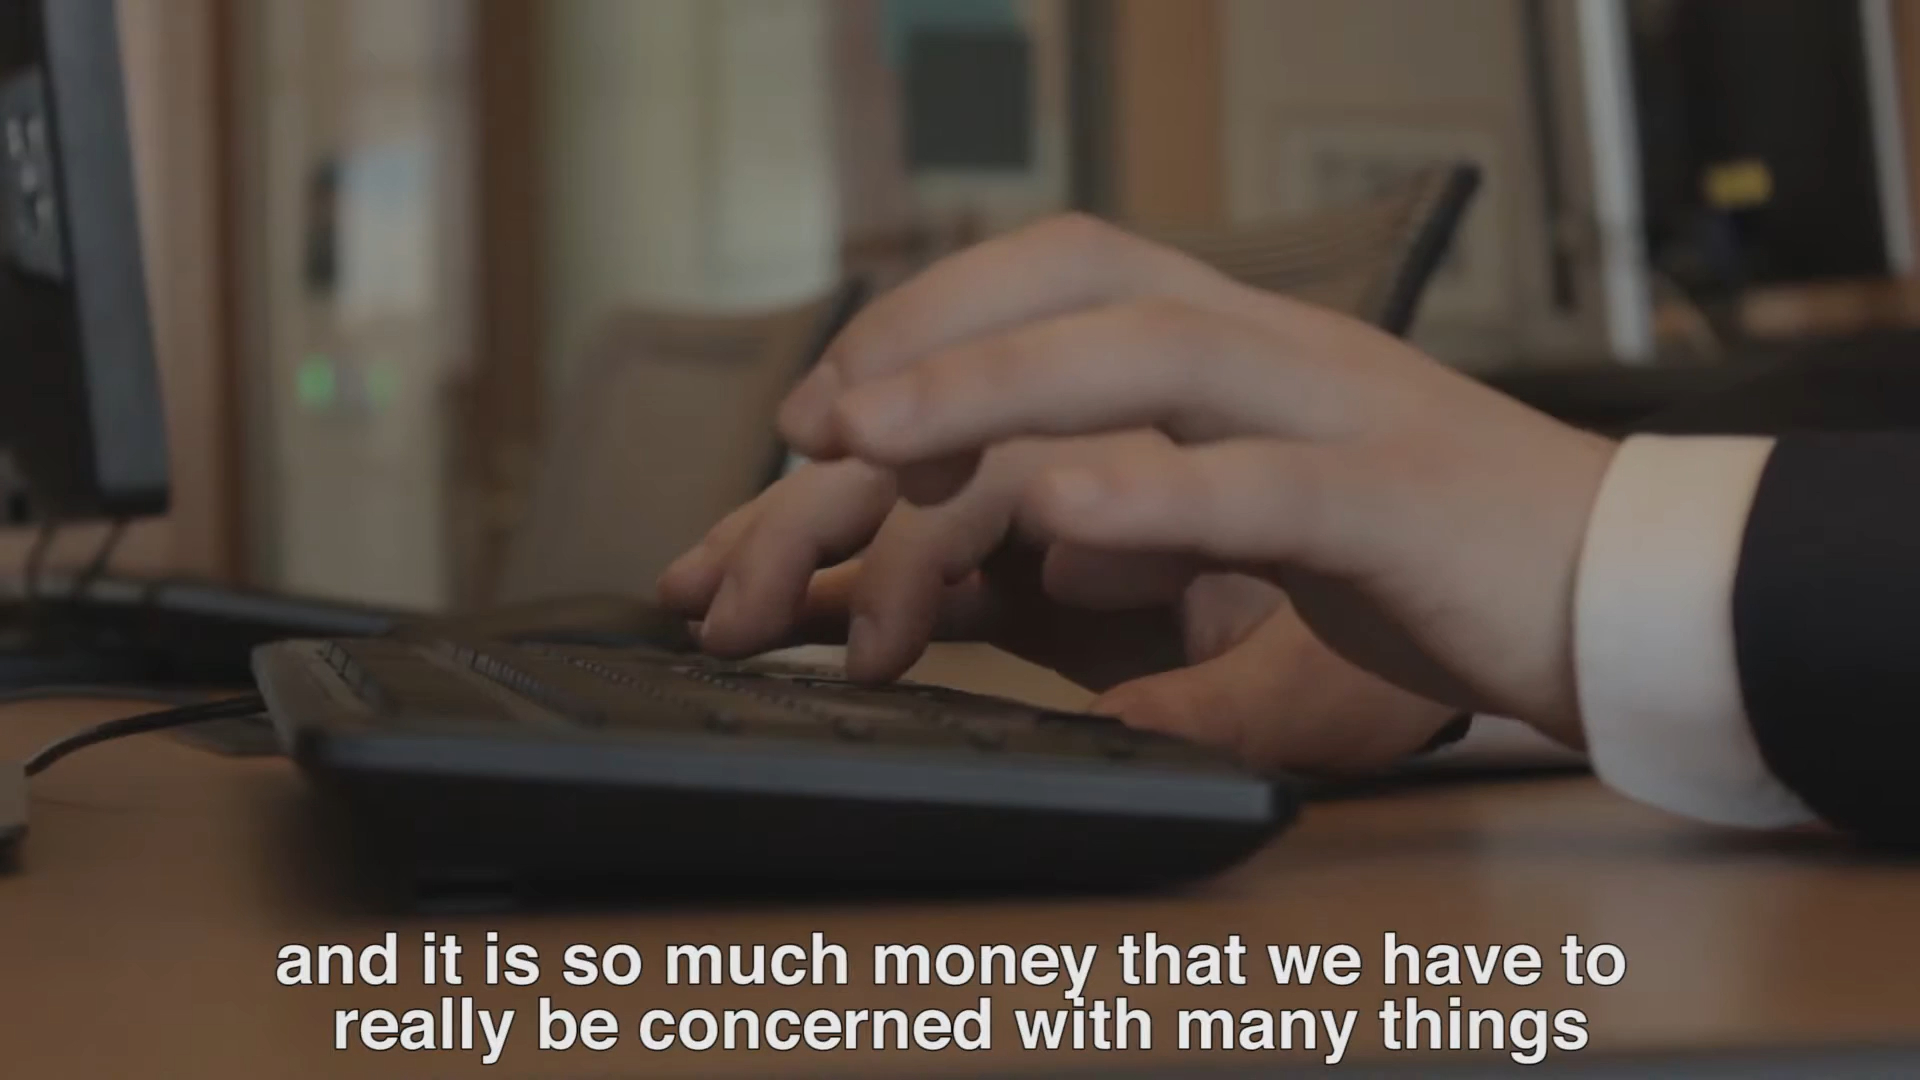 and it is so much money that we have to
really be concerned with many things